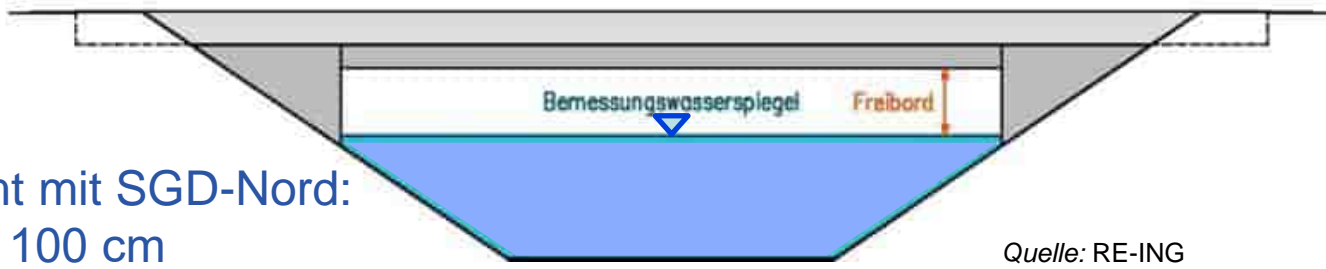 Bemessungswasserspiegel
Freibord
nt mit SGD-Nord:
100 cm
Quelle: RE-ING